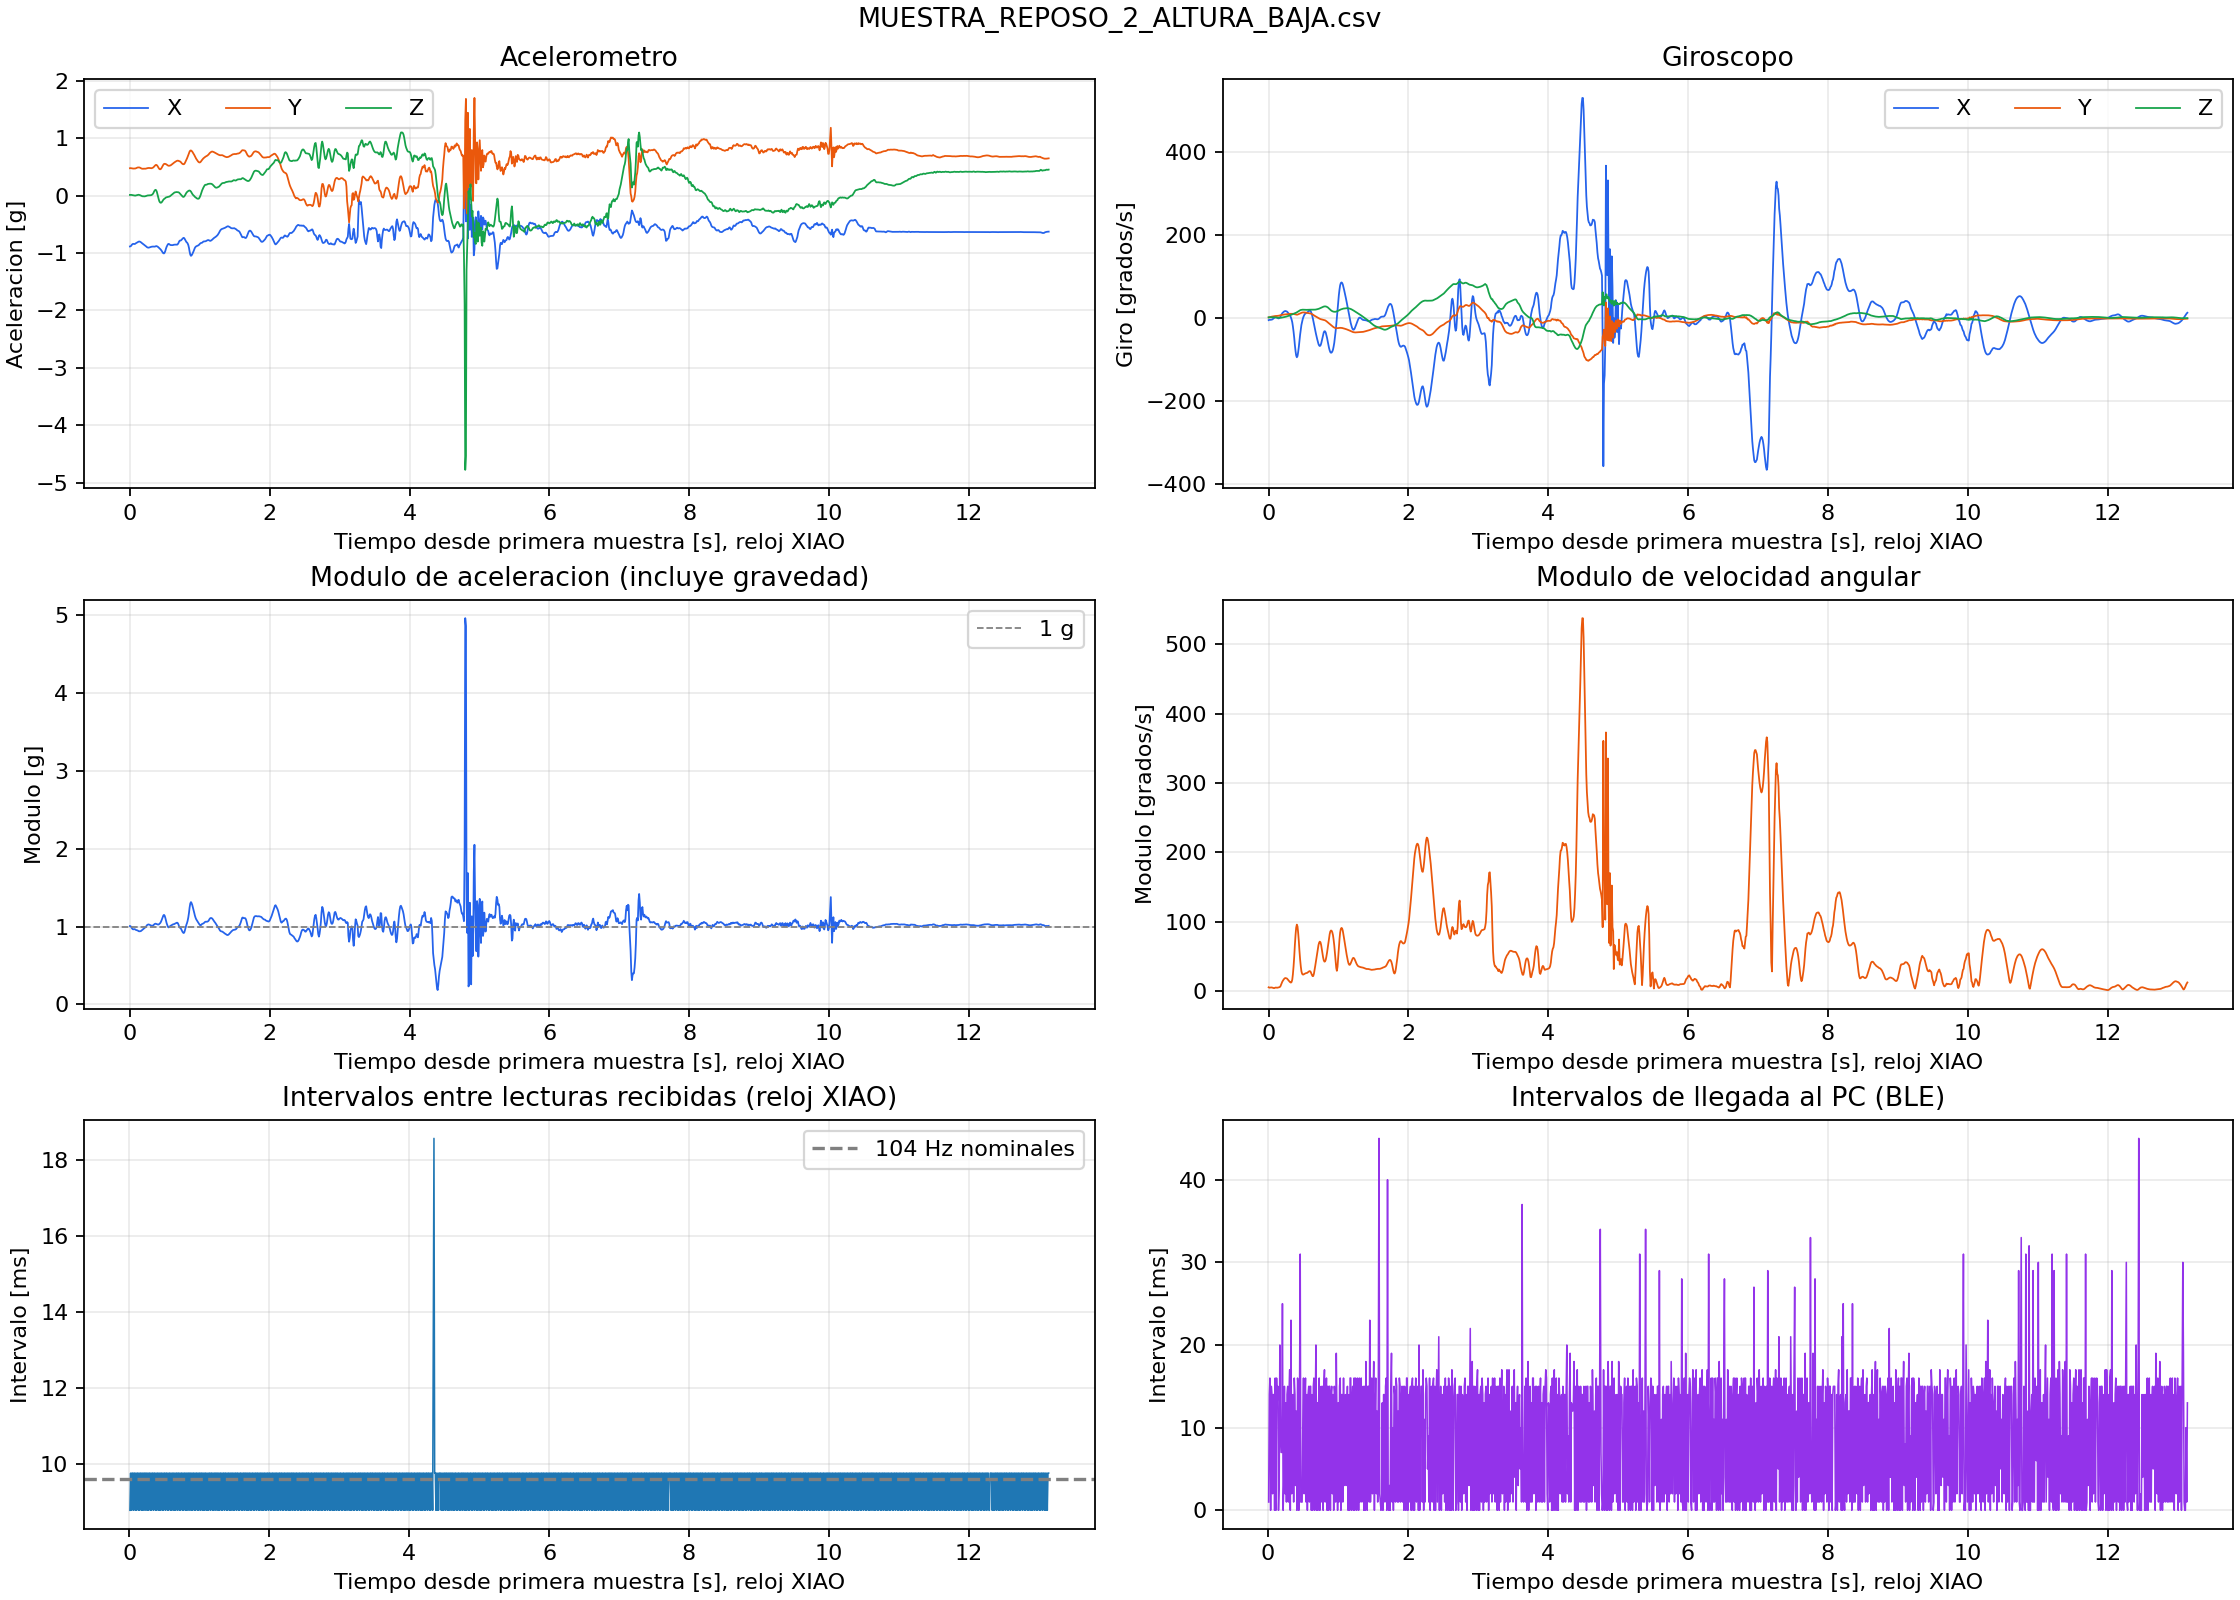 MUESTRA_REPOSO_2_ALTURA_BAJA.csv
Acelerometro
Aceleracion [g]
2
1
0
−1
−2
−3
−4
−5
X Y Z
0 2 4 6 8 10 12
Tiempo desde primera muestra [s], reloj XIAO
Giroscopo
Giro [grados/s]
400
200
0
−200
−400
X Y Z
0 2 4 6 8 10 12
Tiempo desde primera muestra [s], reloj XIAO
Modulo de aceleracion (incluye gravedad)
Modulo [g]
5
4
3
2
1
0
1 g
0 2 4 6 8 10 12
Tiempo desde primera muestra [s], reloj XIAO
Modulo de velocidad angular
Modulo [grados/s]
500
400
300
200
100
0
0 2 4 6 8 10 12
Tiempo desde primera muestra [s], reloj XIAO
Intervalos entre lecturas recibidas (reloj XIAO)
Intervalo [ms]
18
16
14
12
10
104 Hz nominales
0 2 4 6 8 10 12
Tiempo desde primera muestra [s], reloj XIAO
Intervalos de llegada al PC (BLE)
Intervalo [ms]
40
30
20
10
0
0 2 4 6 8 10 12
Tiempo desde primera muestra [s], reloj XIAO